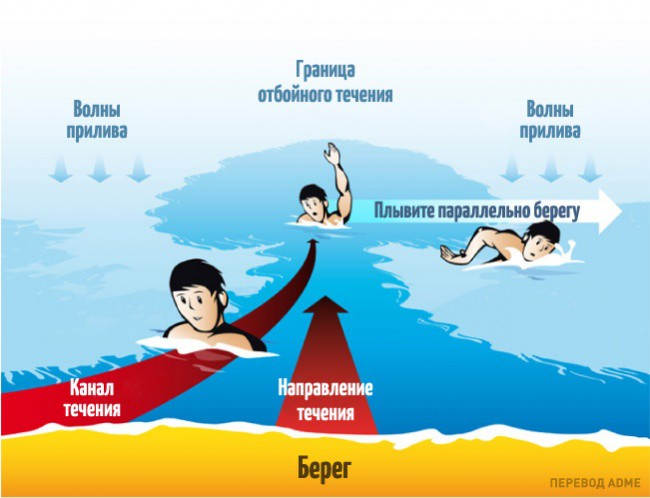 Граница
отбойного течения
Волны
прилива
Волны
прилива
Плывите параллельно берегу
Канал
течения
Направление
течения
Берег
ПЕРЕВОД ADME